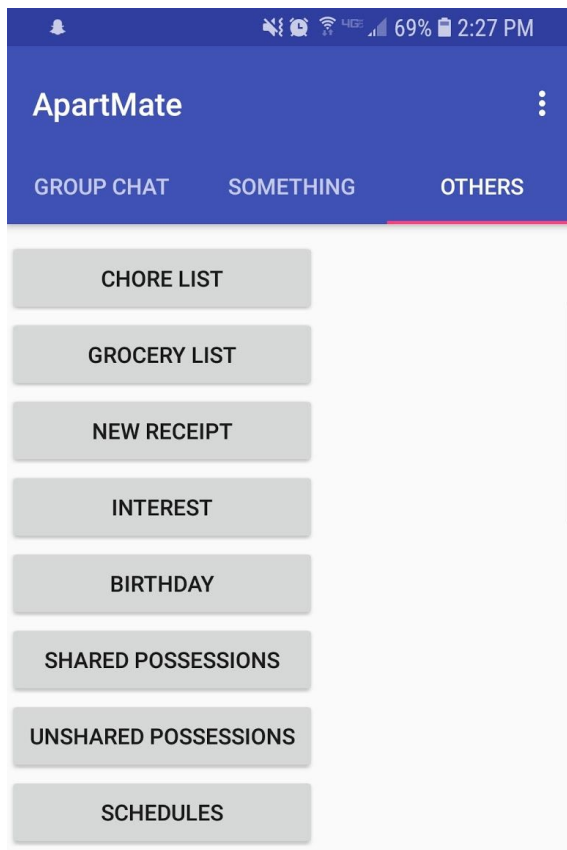 4GE 69% 2:27 PM
ApartMate
GROUP CHAT SOMETHING OTHERS
CHORE LIST
GROCERY LIST
NEW RECEIPT
INTEREST
BIRTHDAY
SHARED POSSESSIONS
UNSHARED POSSESSIONS
SCHEDULES